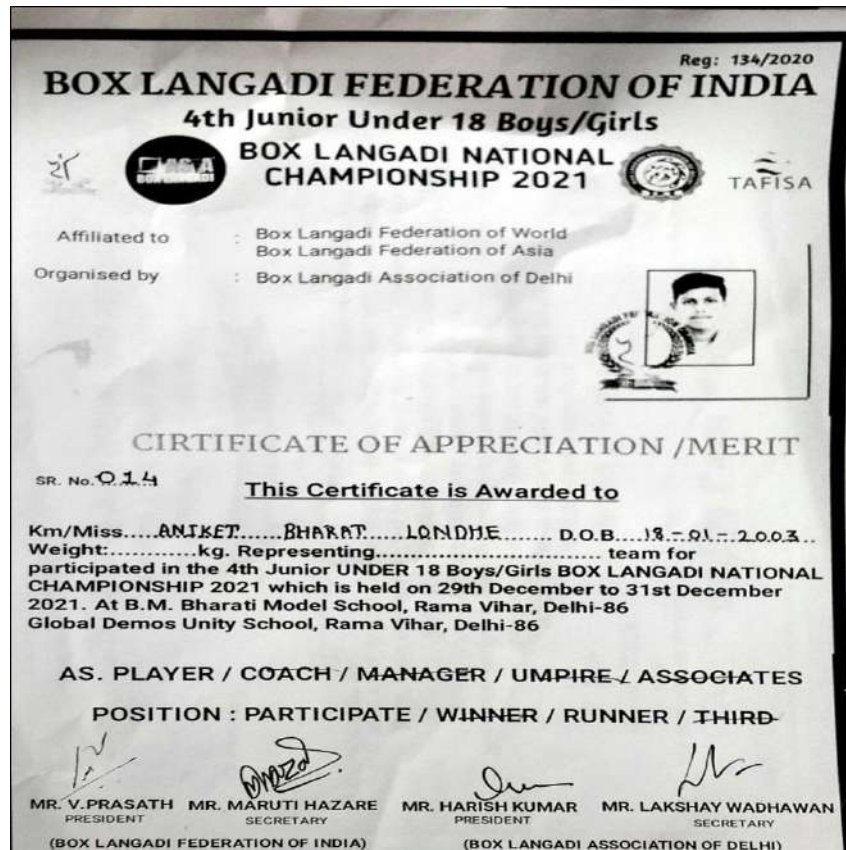 Reg: 134/2020
BOX LANGADI FEDERATION OF INDIA
4th Junior Under 18 Boys/Girls
BOX LANGADI NATIONAL
CHAMPIONSHIP 2021
TAFISA
Affiliated to : Box Langadi Federation of World
Box Langadi Federation of Asia
Organised by : Box Langadi Association of Delhi
CIRTIFICATE OF APPRECIATION /MERIT
SR. No. 014
This Certificate is Awarded to
Km/Miss.....ANIKET......BHARAT.....LONDHE....... D.O.B....18-01-2003..
Weight:...........kg. Representing............................ team for
participated in the 4th Junior UNDER 18 Boys/Girls BOX LANGADI NATIONAL
CHAMPIONSHIP 2021 which is held on 29th December to 31st December
2021. At B.M. Bharati Model School, Rama Vihar, Delhi-86
Global Demos Unity School, Rama Vihar, Delhi-86
AS. PLAYER / COACH / MANAGER / UMPIRE / ASSOCIATES
POSITION : PARTICIPATE / WINNER / RUNNER / THIRD
MR. V.PRASATH MR. MARUTI HAZARE MR. HARISH KUMAR MR. LAKSHAY WADHAWAN
PRESIDENT SECRETARY PRESIDENT SECRETARY
(BOX LANGADI FEDERATION OF INDIA) (BOX LANGADI ASSOCIATION OF DELHI)